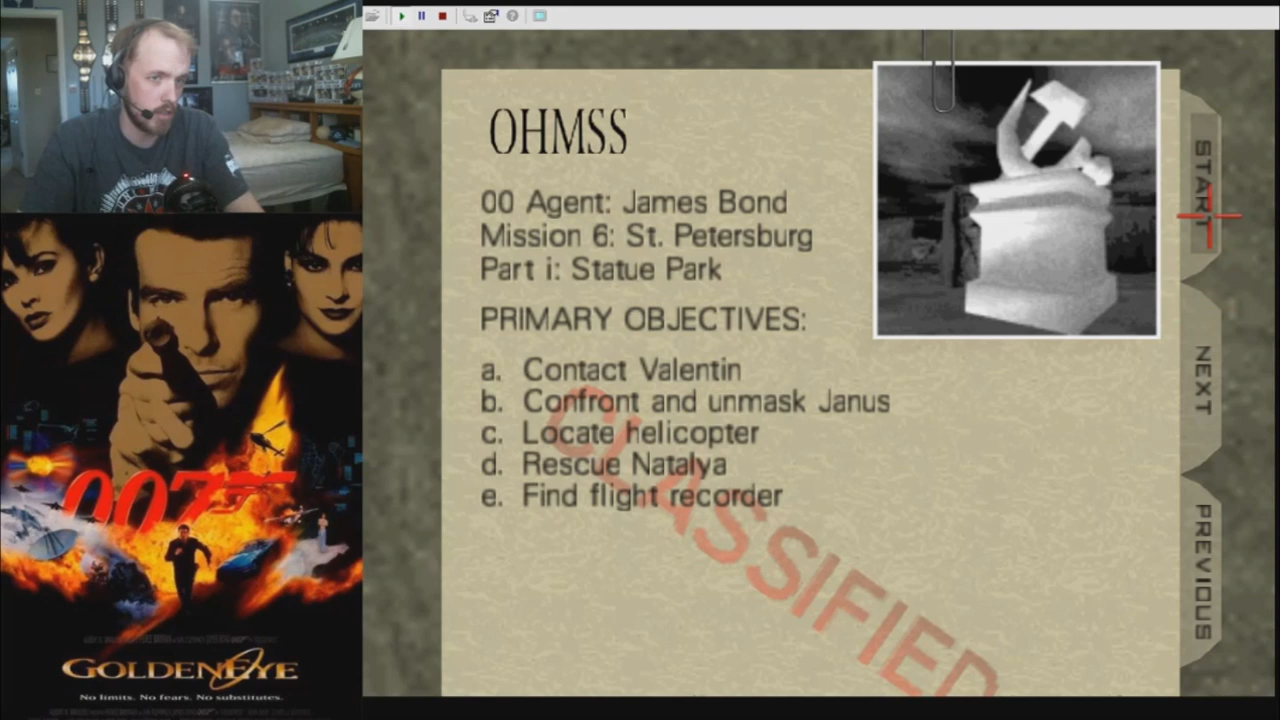 OHMSS
00 Agent: James Bond
Mission 6: St. Petersburg
Part i: Statue Park
PRIMARY OBJECTIVES:
a. Contact Valentin
b. Confront and unmask Janus
c. Locate helicopter
d. Rescue Natalya
e. Find flight recorder
CLASSIFIED
START
NEXT
PREVIOUS
007
GOLDENEYE
No limits. No fears. No substitutes.